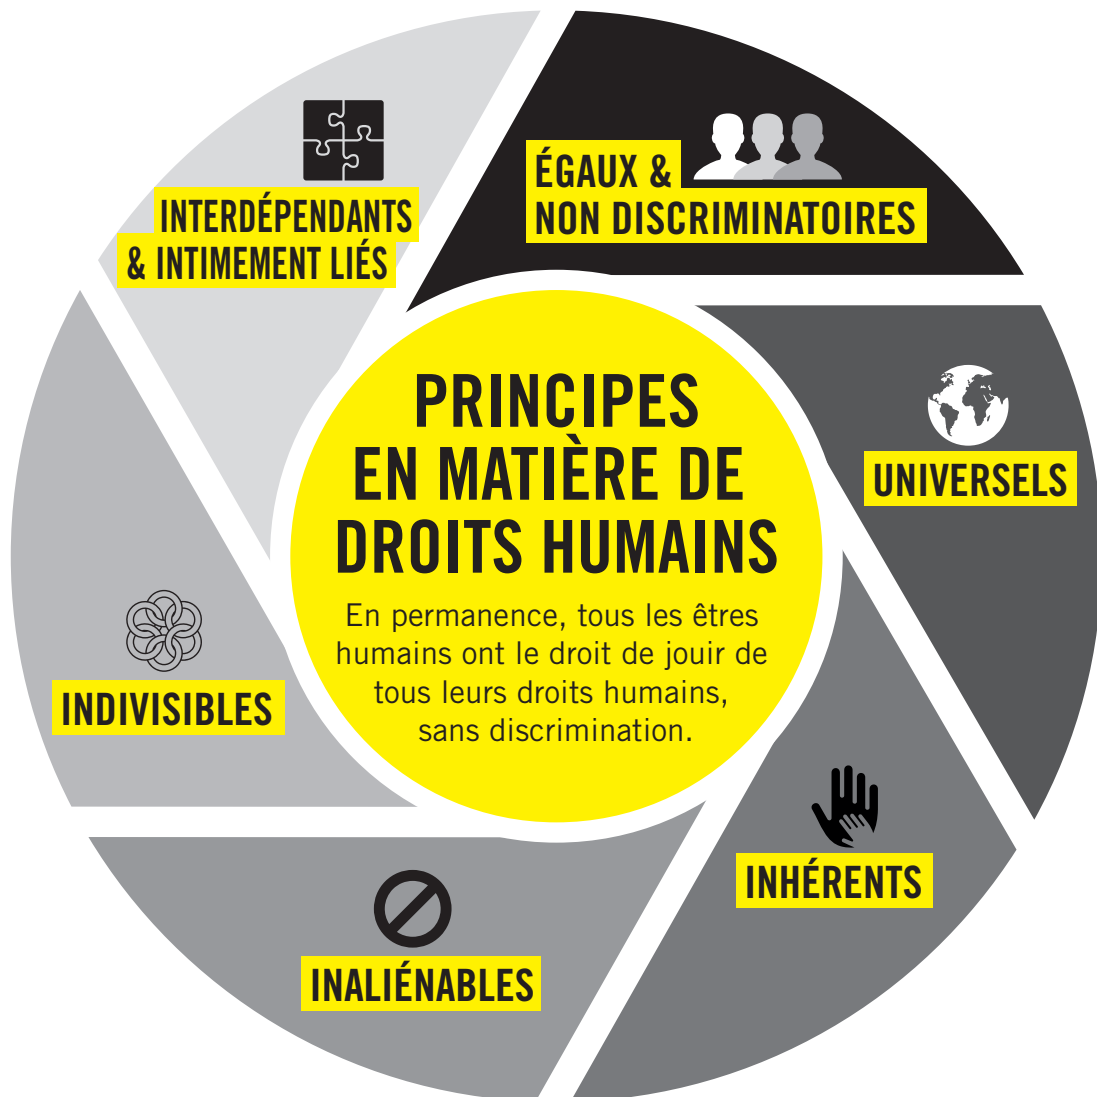 INTERDÉPENDANTS
& INTIMEMENT LIÉS
ÉGAUX &
NON DISCRIMINATOIRES
UNIVERSELS
PRINCIPES
EN MATIÈRE DE
DROITS HUMAINS
En permanence, tous les êtres
humains ont le droit de jouir de
tous leurs droits humains,
sans discrimination.
INDIVISIBLES
INHÉRENTS
INALIÉNABLES